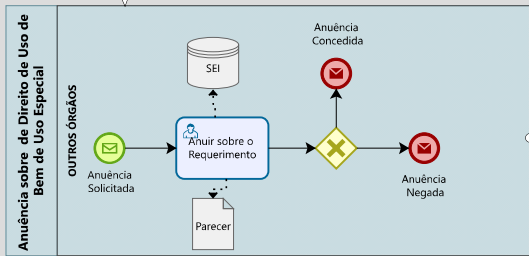 Anuência sobre de Direito de Uso de
Bem de Uso Especial
OUTROS ÓRGÃOS
Anuência
Solicitada
SEI
Anuir sobre o
Requerimento
Parecer
Anuência
Concedida
Anuência
Negada